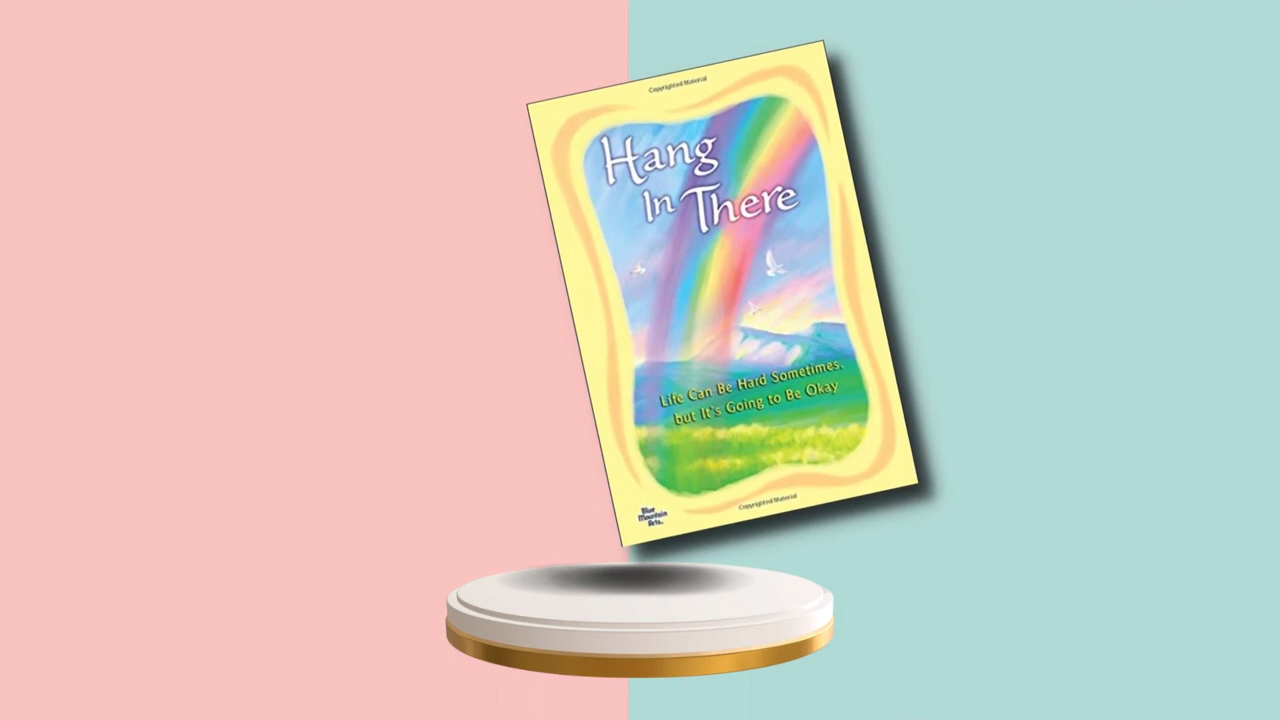 Copyrighted Material
Hang
In There
Life Can Be Hard Sometimes,
but It's Going to Be Okay
Blue
Mountain
Arts.
Copyrighted Material